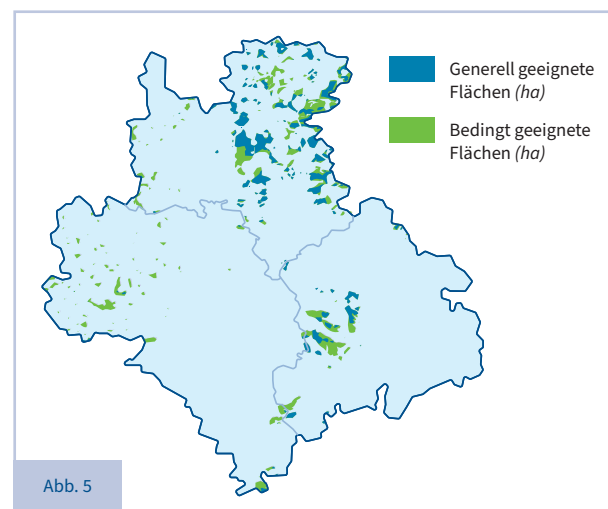 Generell geeignete
Flächen (ha)
Bedingt geeignete
Flächen (ha)
Abb. 5